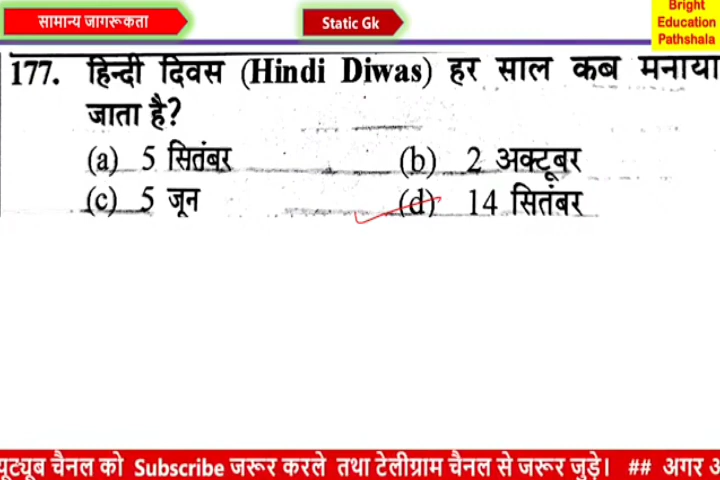 सामान्य जागरूकता
Static Gk
Bright
Education
Pathshala
177. हिन्दी दिवस (Hindi Diwas) हर साल कब मनाया
जाता है?
(a) 5 सितंबर (b) 2 अक्टूबर
(c) 5 जून (d) 14 सितंबर
चैनल को Subscribe जरूर करले तथा टेलीग्राम चैनल से जरूर जुड़े। ## अगर